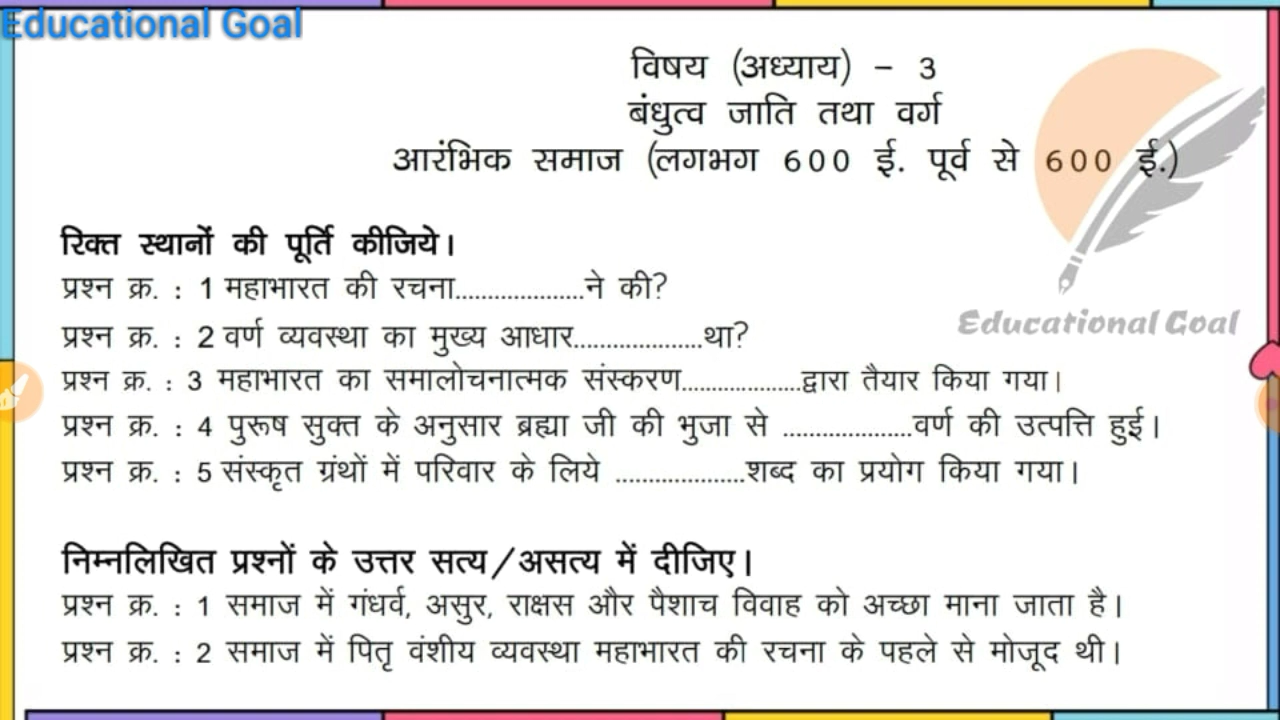 Educational Goal
विषय (अध्याय) – 3
बंधुत्व जाति तथा वर्ग
आरंभिक समाज (लगभग 600 ई. पूर्व से 600 ई.)
रिक्त स्थानों की पूर्ति कीजिये।
प्रश्न क्र. : 1 महाभारत की रचना....................ने की?
प्रश्न क्र. : 2 वर्ण व्यवस्था का मुख्य आधार....................था?
Educational Goal
प्रश्न क्र. : 3 महाभारत का समालोचनात्मक संस्करण...................द्वारा तैयार किया गया।
प्रश्न क्र. : 4 पुरूष सुक्त के अनुसार ब्रह्मा जी की भुजा से ....................वर्ण की उत्पत्ति हुई।
प्रश्न क्र. : 5 संस्कृत ग्रंथों में परिवार के लिये ....................शब्द का प्रयोग किया गया।
निम्नलिखित प्रश्नों के उत्तर सत्य/असत्य में दीजिए।
प्रश्न क्र. : 1 समाज में गंधर्व, असुर, राक्षस और पैशाच विवाह को अच्छा माना जाता है।
प्रश्न क्र. : 2 समाज में पितृ वंशीय व्यवस्था महाभारत की रचना के पहले से मोजूद थी।